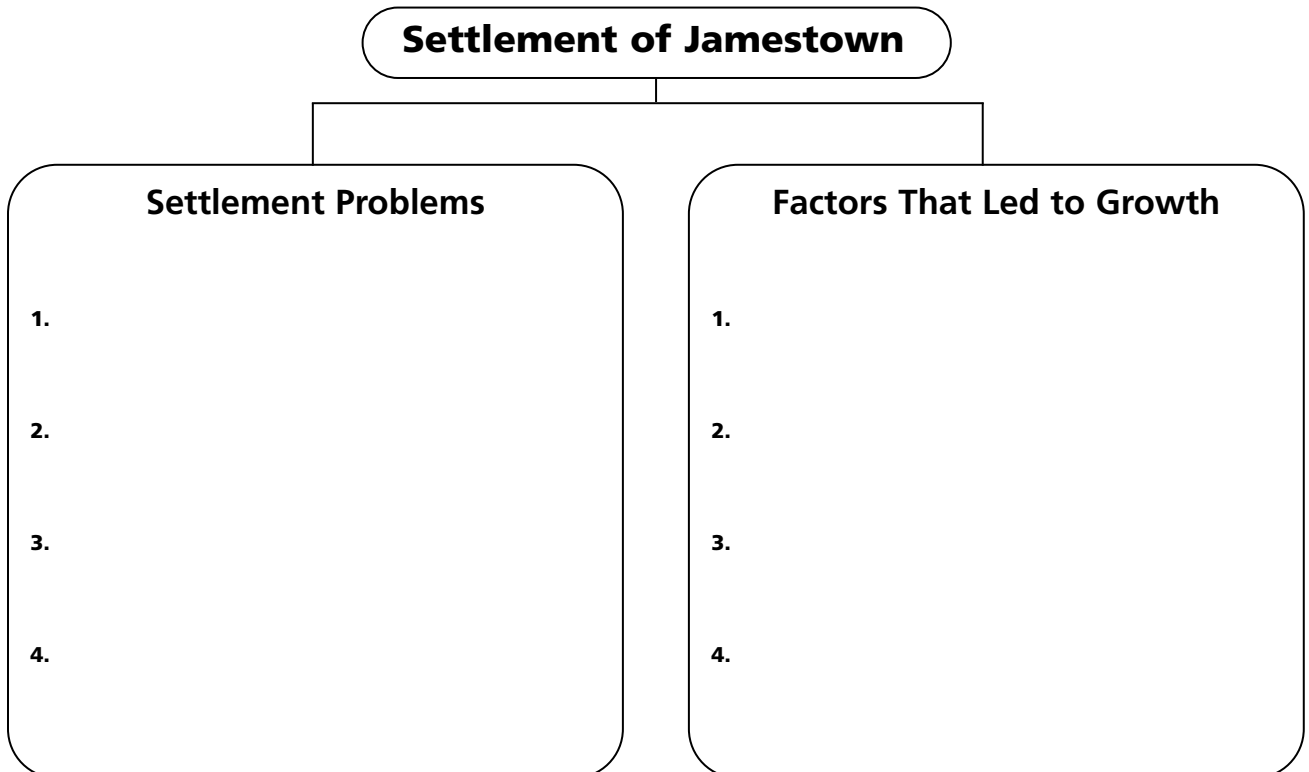 Settlement of Jamestown
Settlement Problems
1.
2.
3.
4.
Factors That Led to Growth
1.
2.
3.
4.